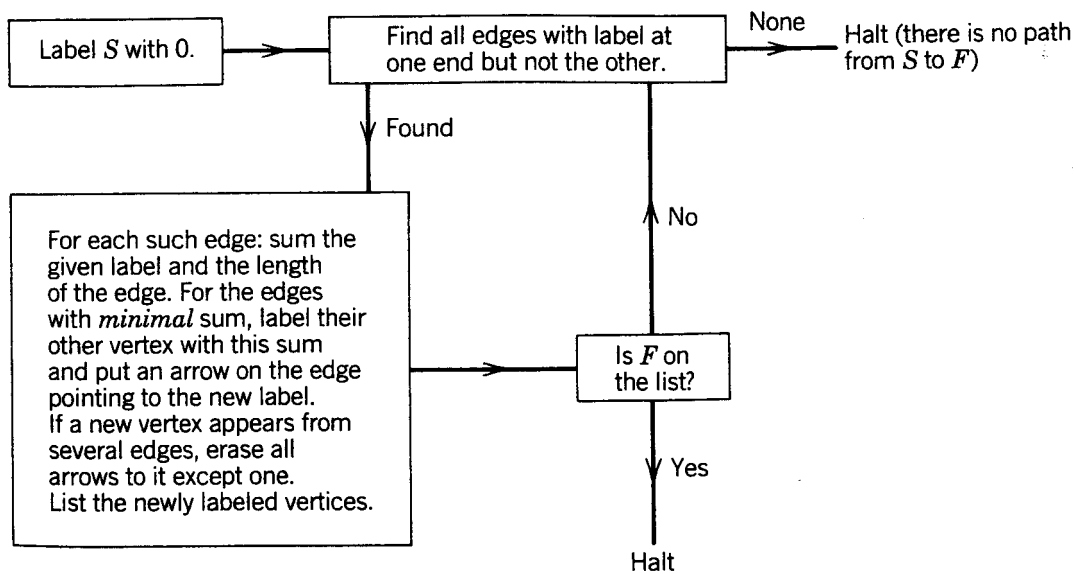 Label S with 0.
Find all edges with label at
one end but not the other.
None
Halt (there is no path
from S to F)
Found
For each such edge: sum the
given label and the length
of the edge. For the edges
with minimal sum, label their
other vertex with this sum
and put an arrow on the edge
pointing to the new label.
If a new vertex appears from
several edges, erase all
arrows to it except one.
List the newly labeled vertices.
No
Is F on
the list?
Yes
Halt